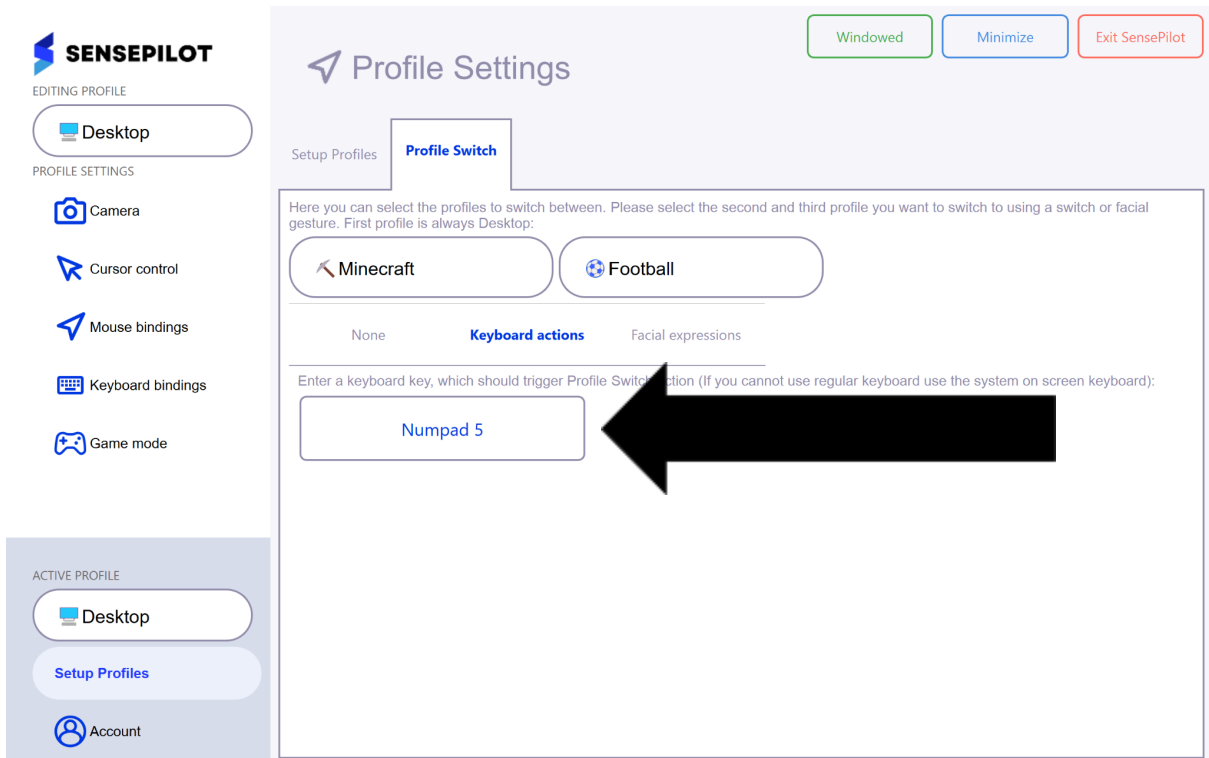 SENSEPILOT
EDITING PROFILE
Desktop
PROFILE SETTINGS
Camera
Cursor control
Mouse bindings
Keyboard bindings
Game mode
ACTIVE PROFILE
Desktop
Setup Profiles
Account
Windowed
Minimize
Exit SensePilot
Profile Settings
Setup Profiles
Profile Switch
Here you can select the profiles to switch between. Please select the second and third profile you want to switch to using a switch or facial
gesture. First profile is always Desktop:
Minecraft
Football
None
Keyboard actions
Facial expressions
Enter a keyboard key, which should trigger Profile Switch action (If you cannot use regular keyboard use the system on screen keyboard):
Numpad 5